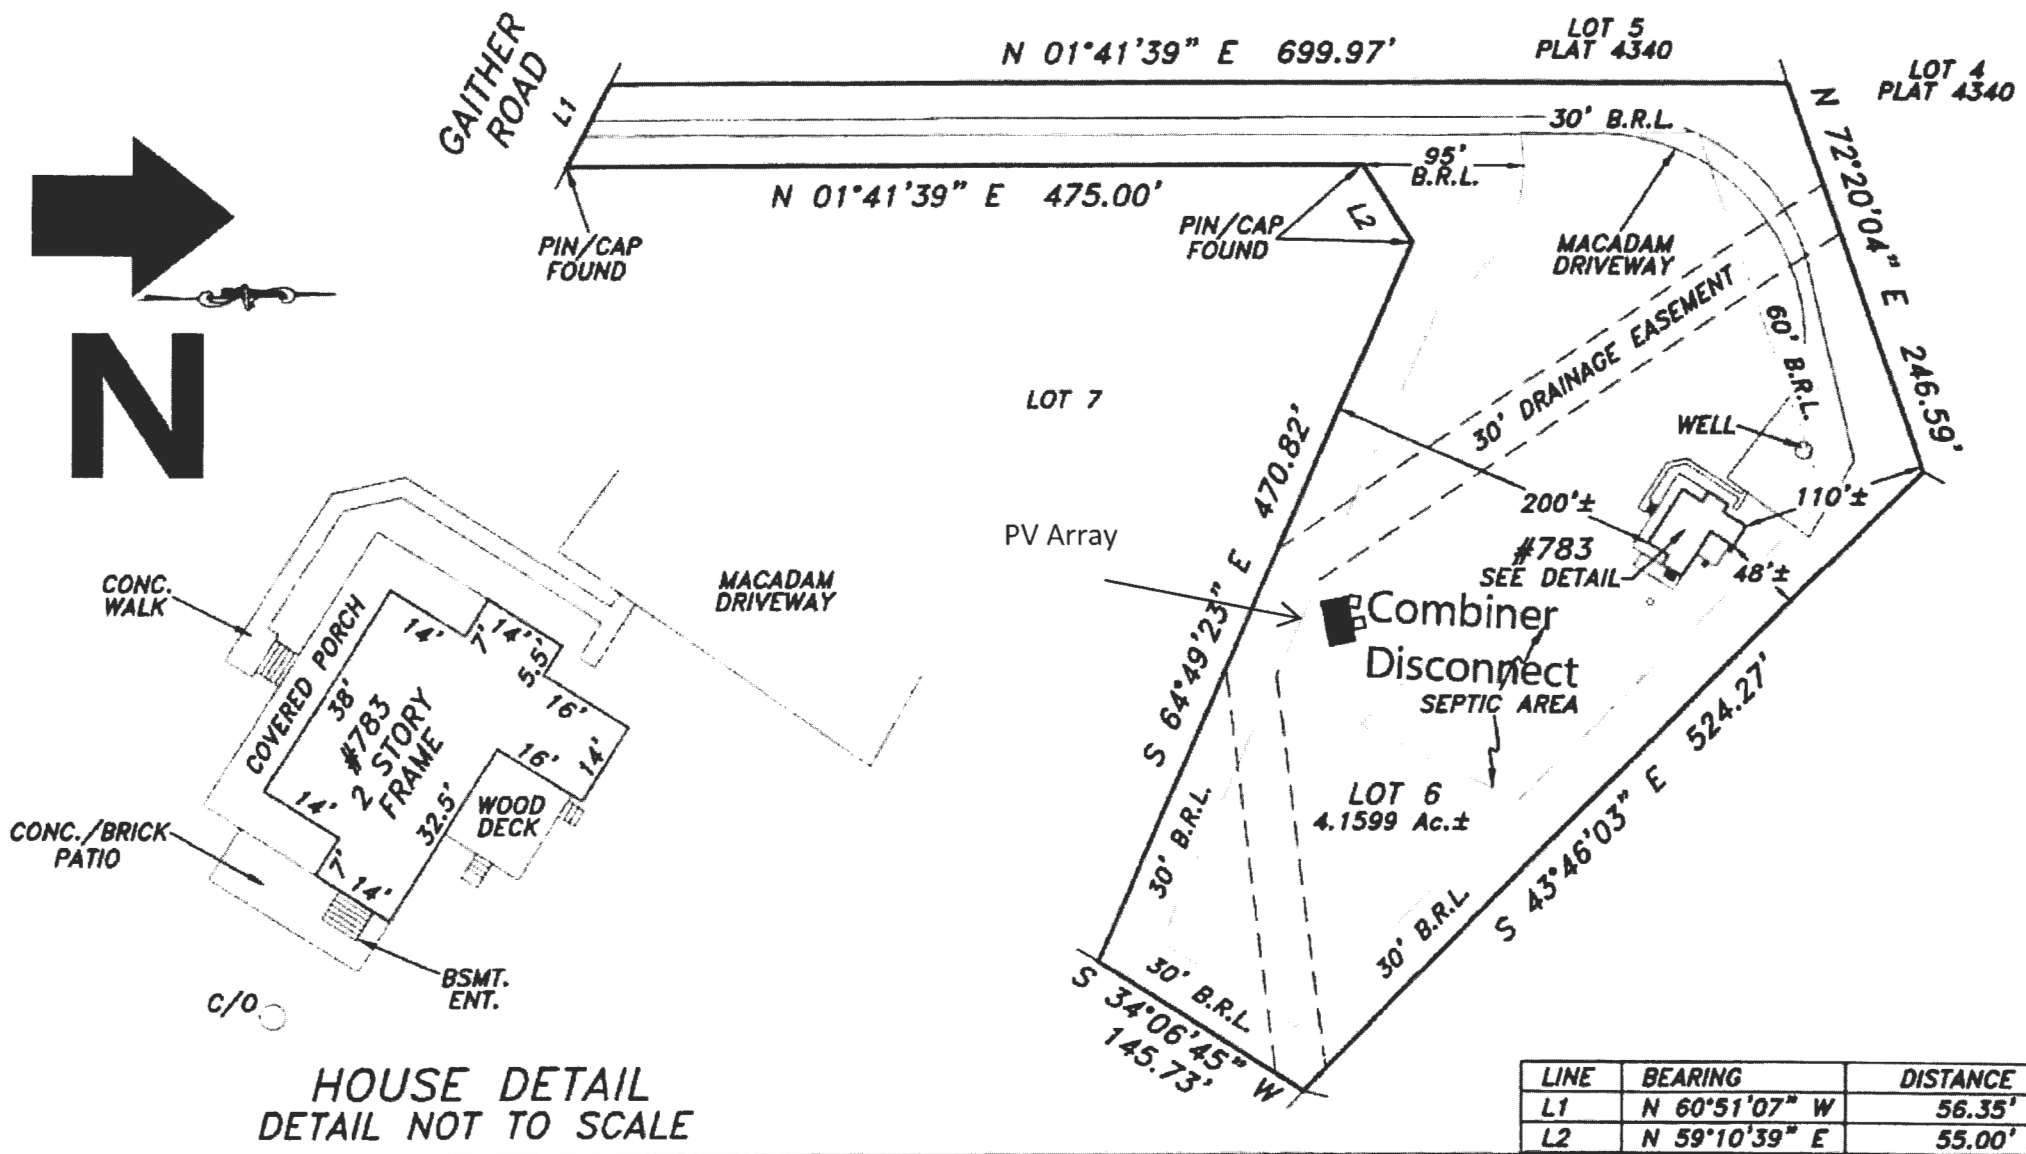 GAITHER
ROAD
L1
N 01°41'39" E 699.97'
LOT 5
PLAT 4340
LOT 4
PLAT 4340
30' B.R.L.
95'
B.R.L.
N 72°20'04" E 246.59'
N 01°41'39" E 475.00'
PIN/CAP
FOUND
PIN/CAP
FOUND
L2
MACADAM
DRIVEWAY
N
30' DRAINAGE EASEMENT
60' B.R.L.
LOT 7
WELL
200'±
110'±
#783
SEE DETAIL
48'±
S 64°49'23" E 470.82'
PV Array
Combiner
Disconnect
SEPTIC AREA
LOT 6
4.1599 Ac.±
S 43°46'03" E 524.27'
30' B.R.L.
30' B.R.L.
30' B.R.L.
S 34°06'45" W
145.73'
CONC.
WALK
MACADAM
DRIVEWAY
COVERED PORCH
14'
7'
14'
5.5'
16'
38'
#783
2 STORY
FRAME
16'
14'
14'
32.5'
WOOD
DECK
7'
14'
CONC./BRICK
PATIO
BSMT.
ENT.
C/O
HOUSE DETAIL
DETAIL NOT TO SCALE
LINE BEARING DISTANCE
L1 N 60°51'07" W 56.35'
L2 N 59°10'39" E 55.00'